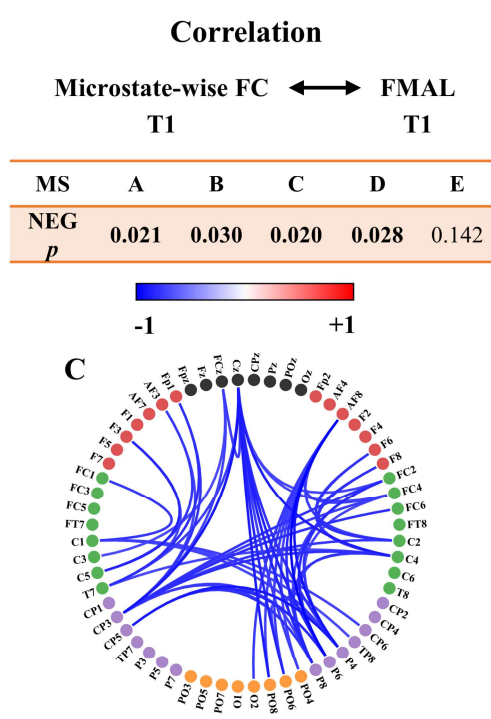 Correlation
Microstate-wise FC FMAL
T1 T1
MS A B C D E
NEG p 0.021 0.030 0.020 0.028 0.142
-1 +1
C
Cz
CPz
Pz
POz
Oz
Fp2
AF4
AF8
F2
F4
F6
F8
FC2
FC4
FC6
FT8
C2
C4
C6
T8
CP2
CP4
CP6
TP8
P4
P6
P8
PO4
PO6
PO8
O2
O1
PO7
PO5
PO3
P7
P5
P3
TP7
CP5
CP3
CP1
T7
C5
C3
C1
FT7
FC5
FC3
FC1
F7
F5
F3
F1
AF7
AF3
Fp1
Fpz
Fz
FCz